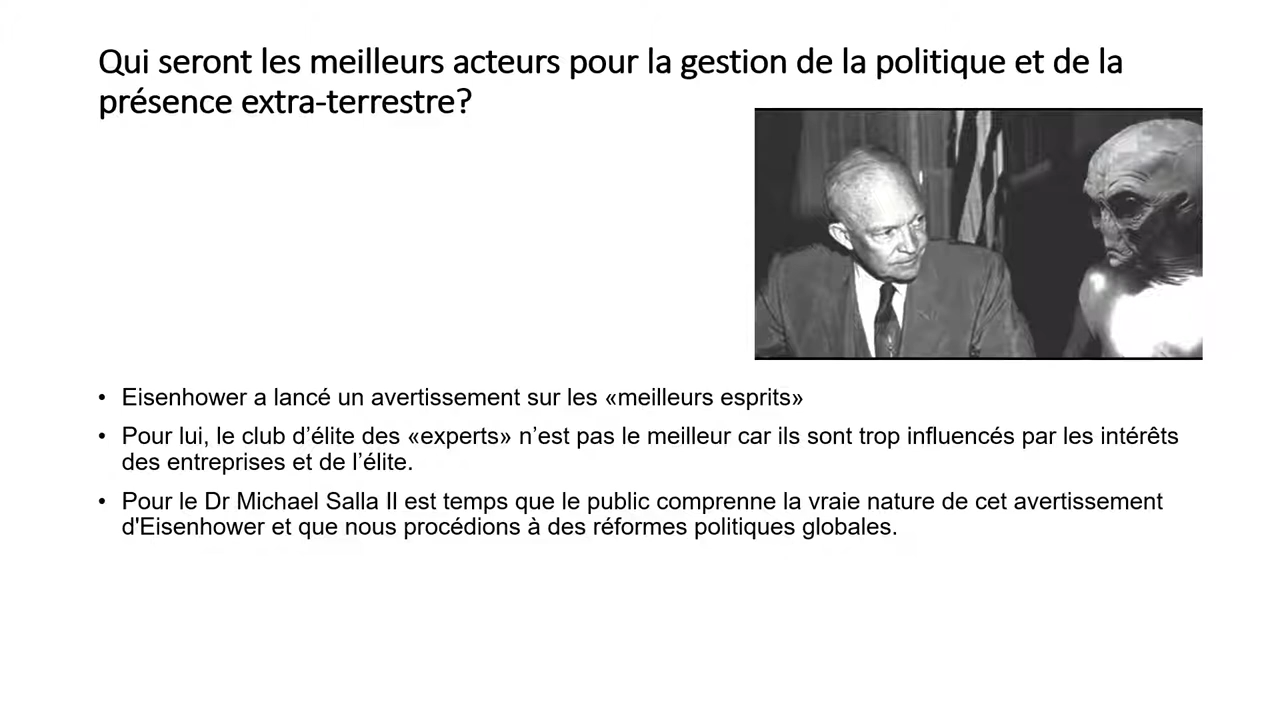 Qui seront les meilleurs acteurs pour la gestion de la politique et de la
présence extra-terrestre?
• Eisenhower a lancé un avertissement sur les «meilleurs esprits»
• Pour lui, le club d’élite des «experts» n’est pas le meilleur car ils sont trop influencés par les intérêts
des entreprises et de l’élite.
• Pour le Dr Michael Salla II est temps que le public comprenne la vraie nature de cet avertissement
d'Eisenhower et que nous procédions à des réformes politiques globales.